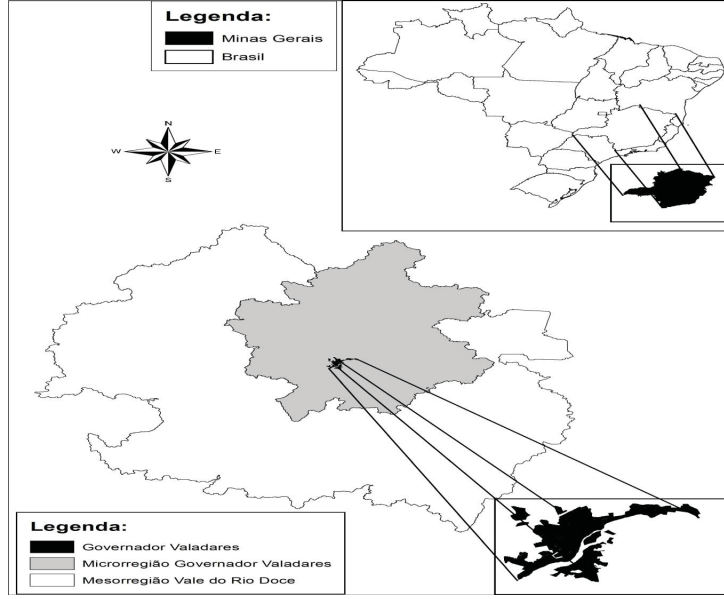 Legenda:
Minas Gerais
Brasil
N
W E
S
Legenda:
Governador Valadares
Microrregião Governador Valadares
Mesorregião Vale do Rio Doce